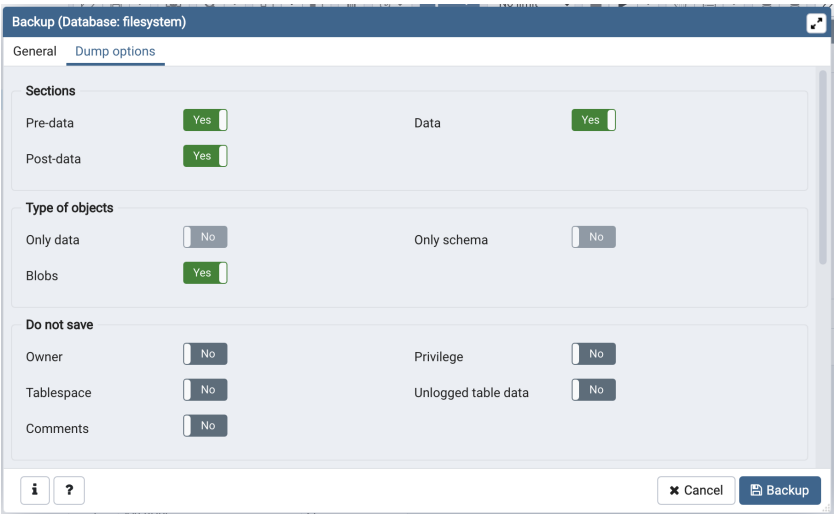 Backup (Database: filesystem)
General Dump options
Sections
Pre-data Yes Data Yes
Post-data Yes
Type of objects
Only data No Only schema No
Blobs Yes
Do not save
Owner No Privilege No
Tablespace No Unlogged table data No
Comments No
i ? Cancel Backup